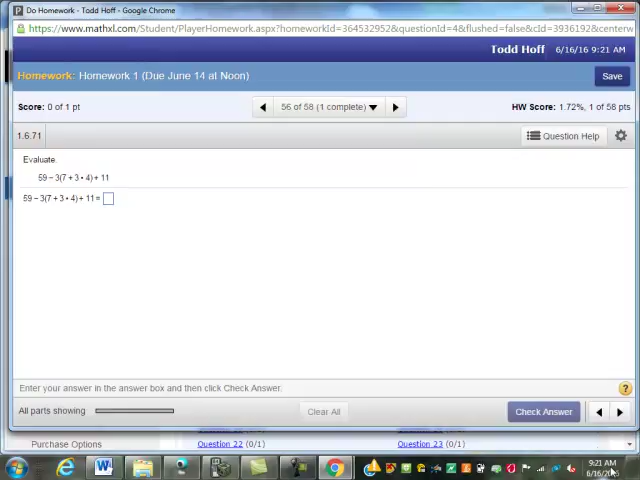 Do Homework - Todd Hoff - Google Chrome
https://www.mathxl.com/Student/PlayerHomework.aspx?homeworkId=364532952&questionId=4&flushed=false&cId=3936192&centerw
Todd Hoff 6/16/16 9:21 AM
Homework: Homework 1 (Due June 14 at Noon) Save
Score: 0 of 1 pt 56 of 58 (1 complete) HW Score: 1.72%, 1 of 58 pts
1.6.71 Question Help
Evaluate.
59 − 3(7 + 3 • 4) + 11
59 − 3(7 + 3 • 4) + 11 =
Enter your answer in the answer box and then click Check Answer.
All parts showing Clear All Check Answer
Purchase Options Question 22 (0/1) Question 23 (0/1)
9:21 AM